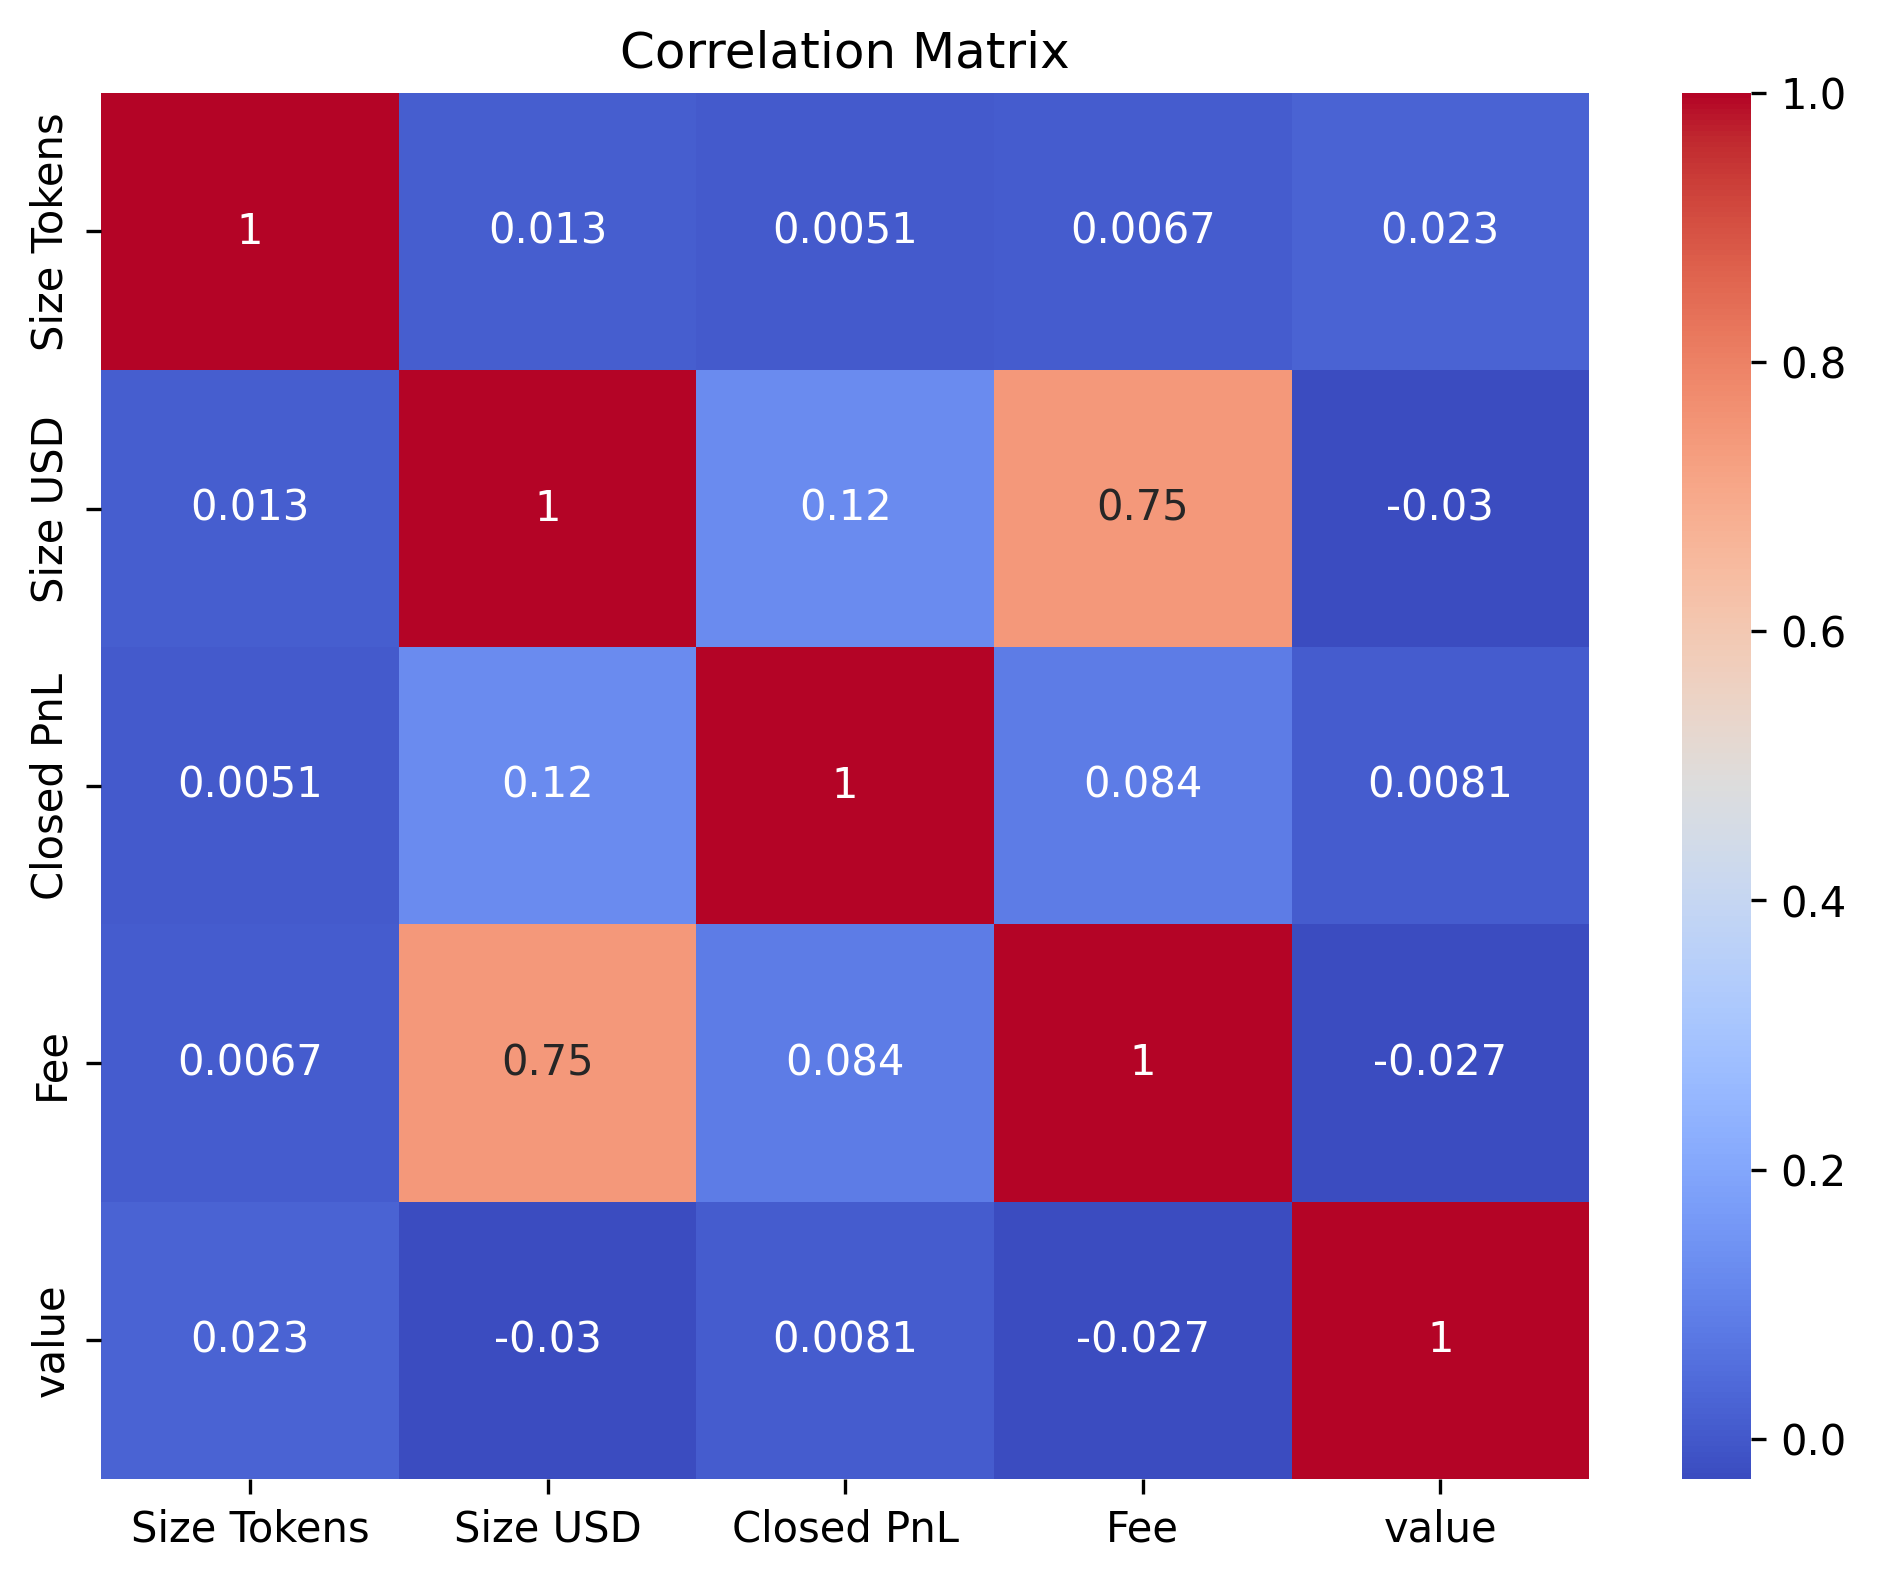 Correlation Matrix
Size Tokens
1 0.013 0.0051 0.0067 0.023
Size USD
0.013 1 0.12 0.75 -0.03
Closed PnL
0.0051 0.12 1 0.084 0.0081
Fee
0.0067 0.75 0.084 1 -0.027
value
0.023 -0.03 0.0081 -0.027 1
Size Tokens Size USD Closed PnL Fee value
1.0
0.8
0.6
0.4
0.2
0.0